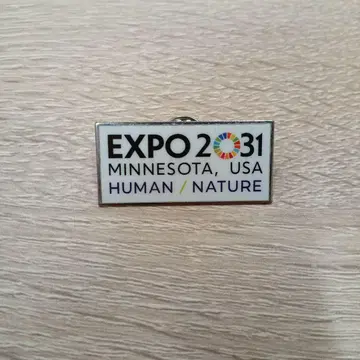 EXPO 2031
MINNESOTA, USA
HUMAN / NATURE